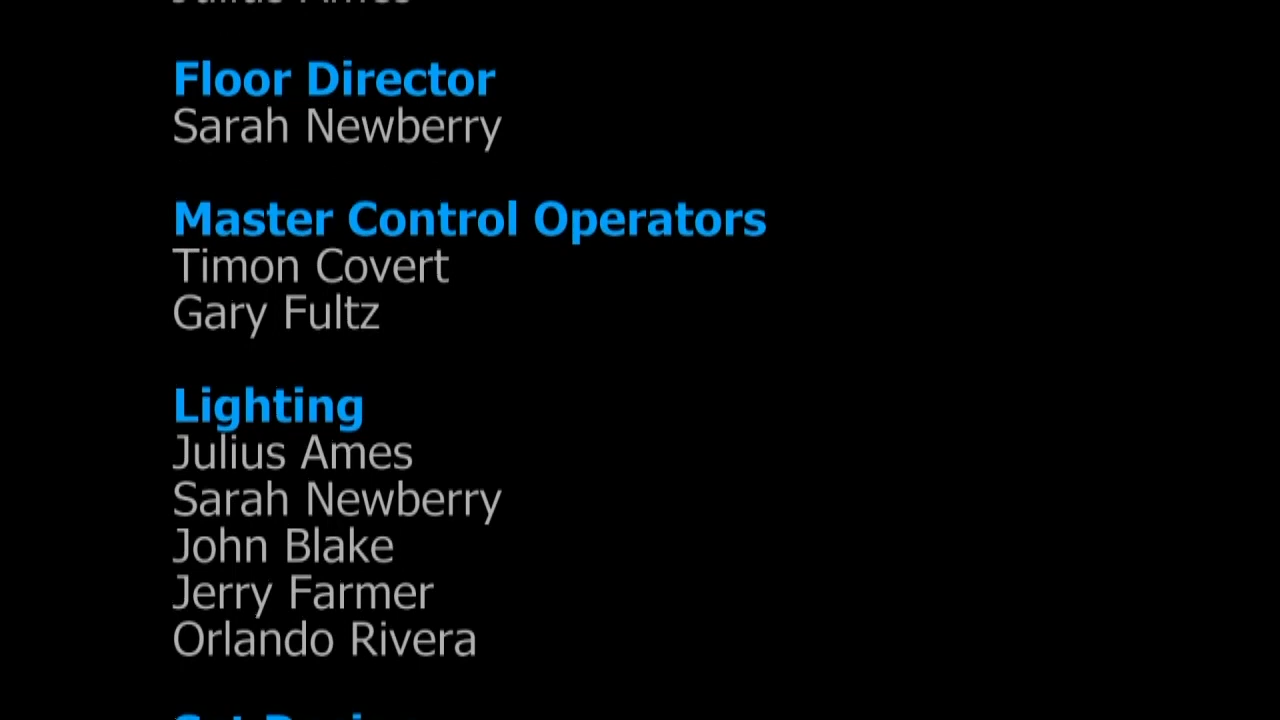 Floor Director
Sarah Newberry
Master Control Operators
Timon Covert
Gary Fultz
Lighting
Julius Ames
Sarah Newberry
John Blake
Jerry Farmer
Orlando Rivera